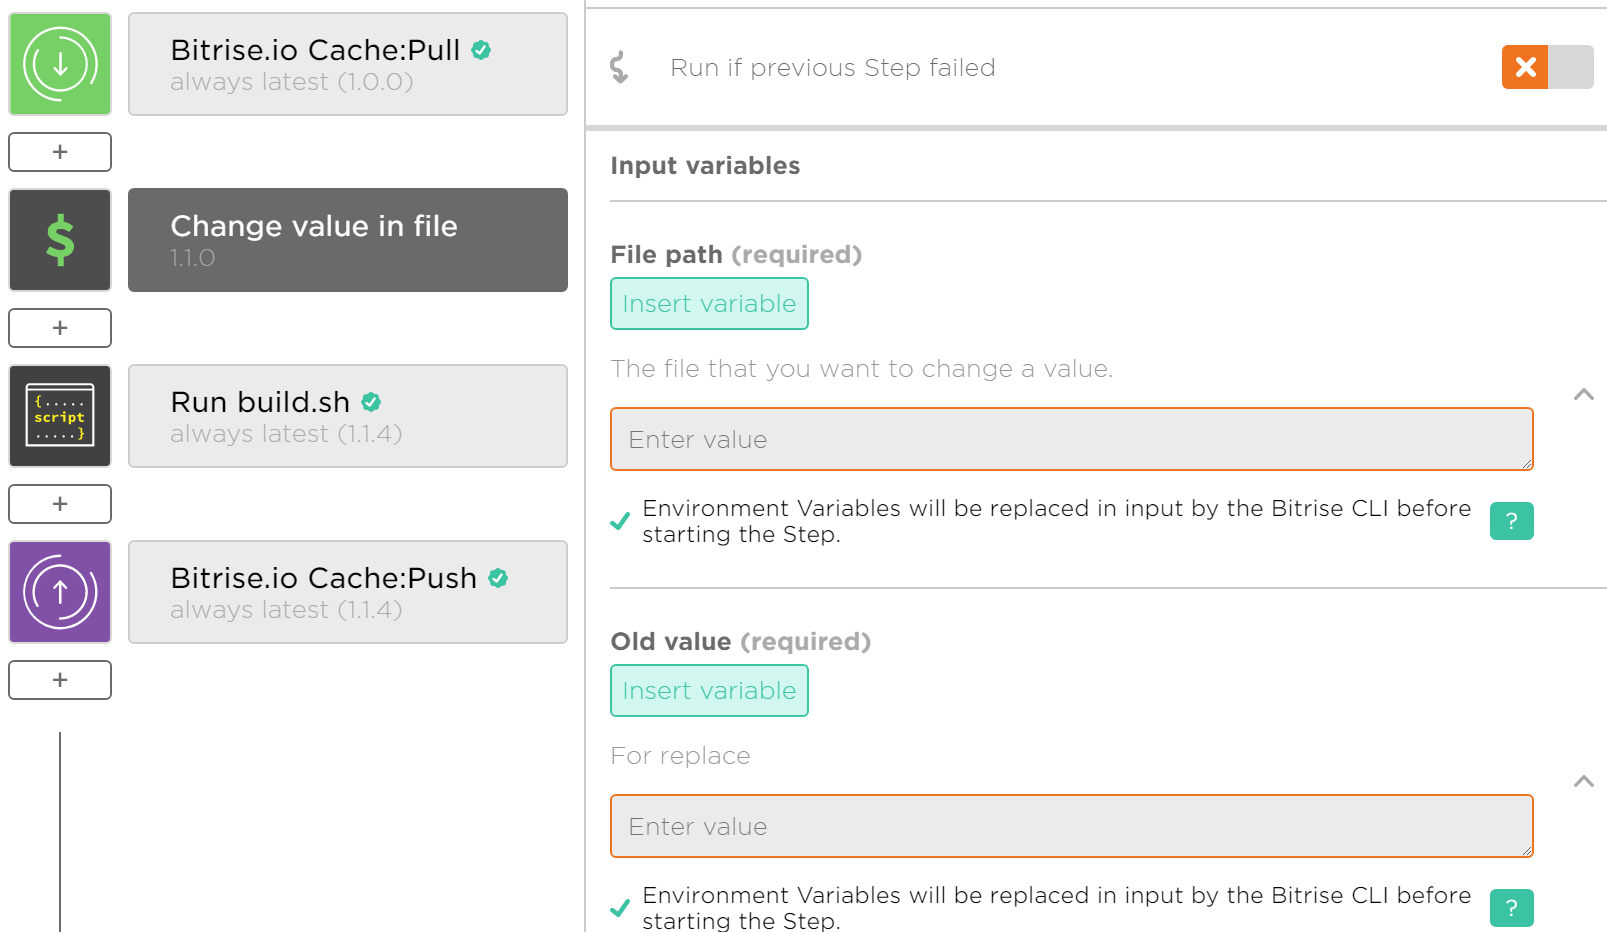 Bitrise.io Cache:Pull
always latest (1.0.0)
+
$
Change value in file
1.1.0
+
{.....
script
.....}
Run build.sh
always latest (1.1.4)
+
Bitrise.io Cache:Push
always latest (1.1.4)
+
Run if previous Step failed
Input variables
File path (required)
Insert variable
The file that you want to change a value.
Enter value
Environment Variables will be replaced in input by the Bitrise CLI before
starting the Step.
?
Old value (required)
Insert variable
For replace
Enter value
Environment Variables will be replaced in input by the Bitrise CLI before
starting the Step.
?